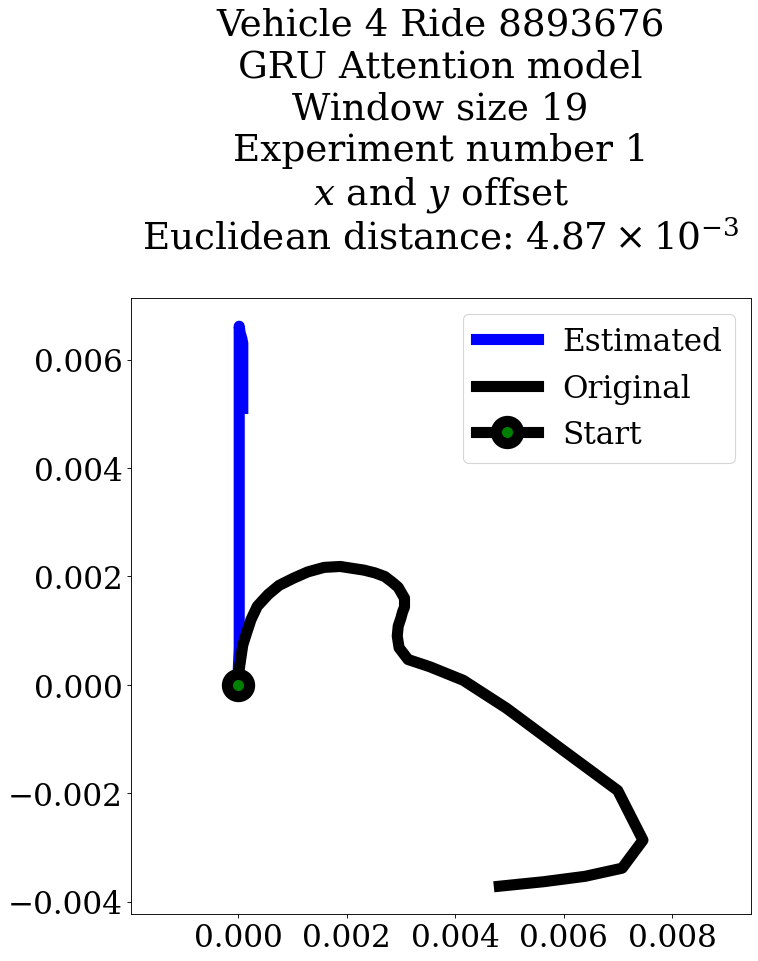 Vehicle 4 Ride 8893676
GRU Attention model
Window size 19
Experiment number 1
x and y offset
Euclidean distance: 4.87 × 10⁻³
Estimated
Original
Start
0.006
0.004
0.002
0.000
−0.002
−0.004
0.000 0.002 0.004 0.006 0.008